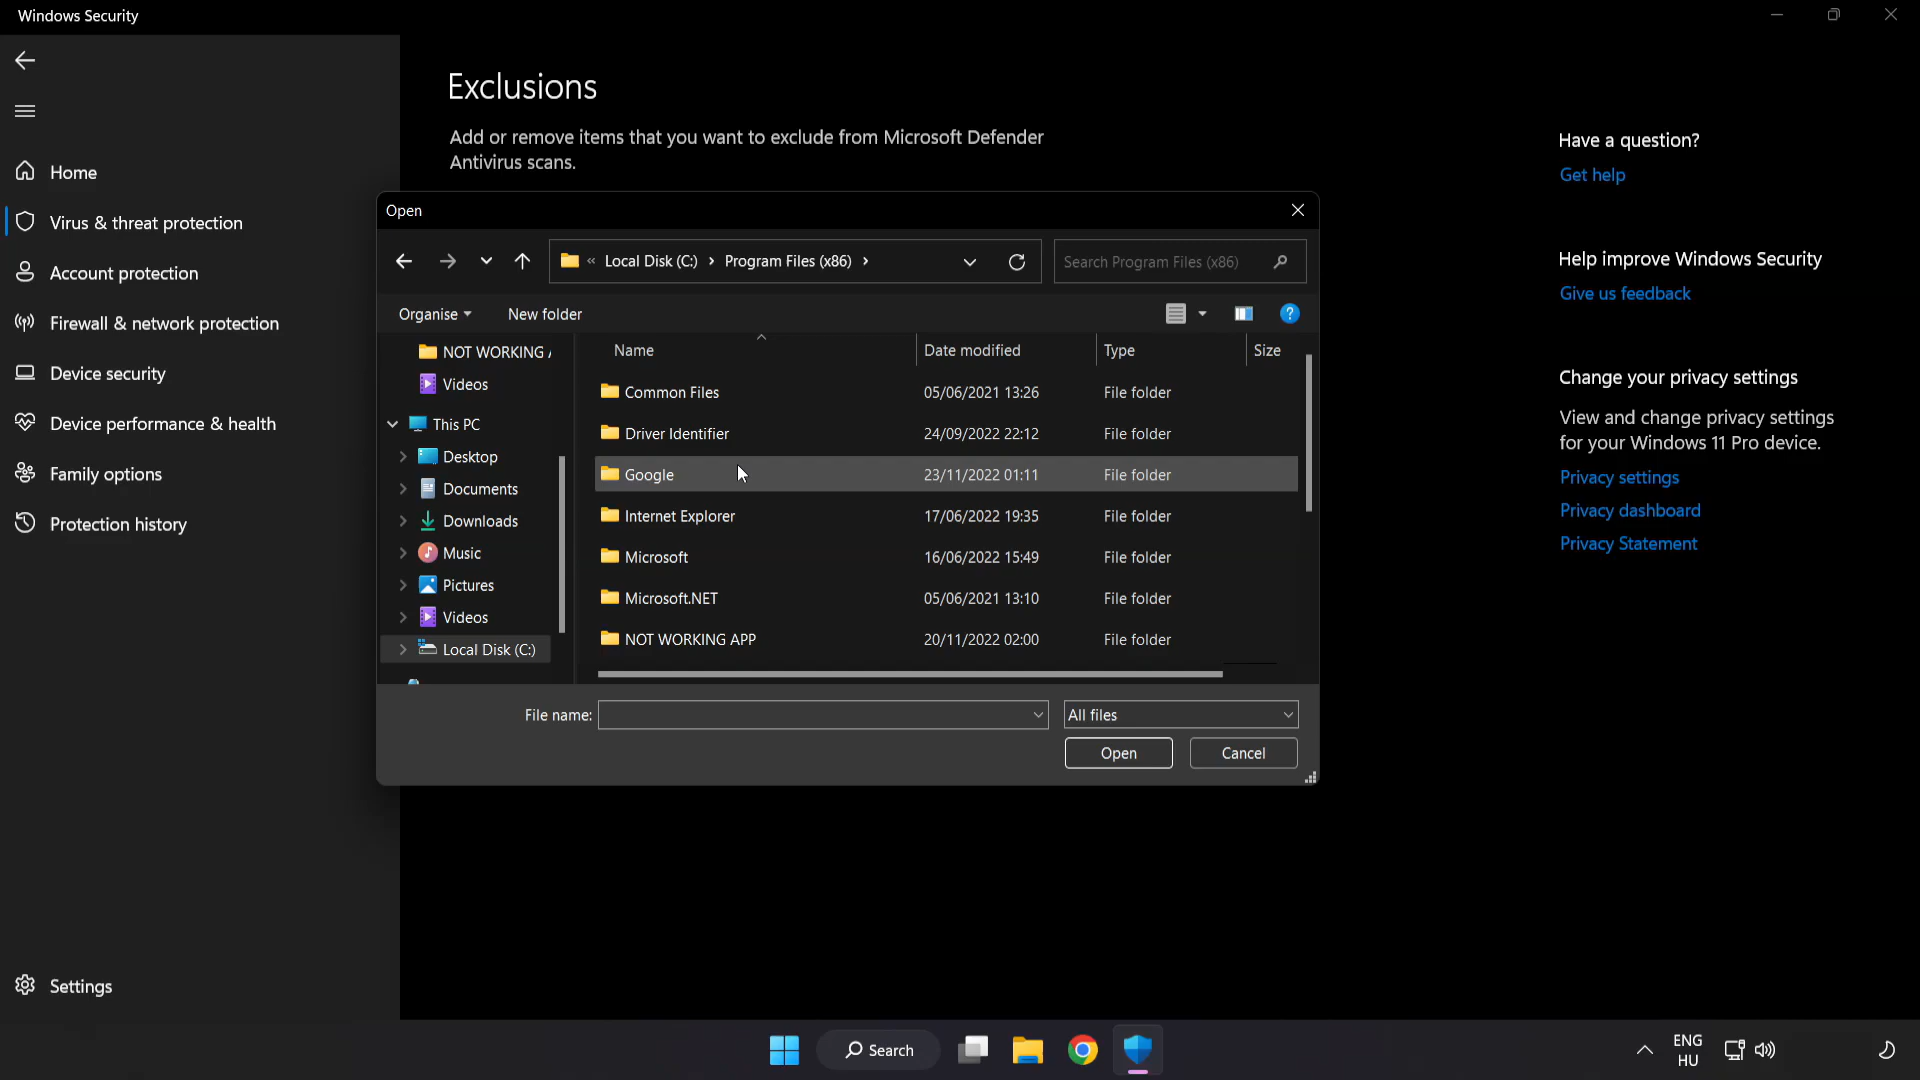 Windows Security
Exclusions
Add or remove items that you want to exclude from Microsoft Defender
Antivirus scans.
Home
Virus & threat protection
Account protection
Firewall & network protection
Device security
Device performance & health
Family options
Protection history
Settings
Open
« Local Disk (C:) > Program Files (x86) >
Search Program Files (x86)
Organise
New folder
?
NOT WORKING
Videos
This PC
Desktop
Documents
Downloads
Music
Pictures
Videos
Local Disk (C:)
Name Date modified Type Size
Common Files 05/06/2021 13:26 File folder
Driver Identifier 24/09/2022 22:12 File folder
Google 23/11/2022 01:11 File folder
Internet Explorer 17/06/2022 19:35 File folder
Microsoft 16/06/2022 15:49 File folder
Microsoft.NET 05/06/2021 13:10 File folder
NOT WORKING APP 20/11/2022 02:00 File folder
File name:
All files
Open
Cancel
Have a question?
Get help
Help improve Windows Security
Give us feedback
Change your privacy settings
View and change privacy settings
for your Windows 11 Pro device.
Privacy settings
Privacy dashboard
Privacy Statement
Search
ENG
HU